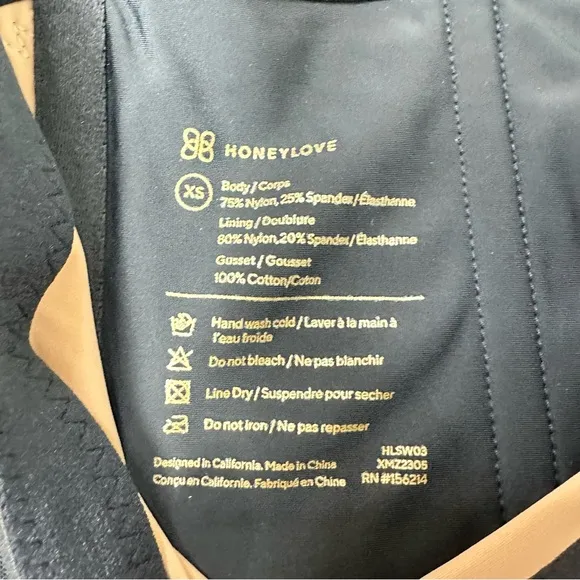 HONEYLOVE
XS
Body/Corps
75% Nylon, 25% Spandex/Élasthanne
Lining/Doublure
80% Nylon, 20% Spandex/Élasthanne
Gusset/Gousset
100% Cotton/Coton
Hand wash cold/Laver à la main à
l'eau froide
Do not bleach/Ne pas blanchir
Line Dry/Suspendre pour secher
Do not iron/Ne pas repasser
HLSW03
Designed in California. Made in China
XMZ2305
Conçu en Californie. Fabriqué en China
RN #156214